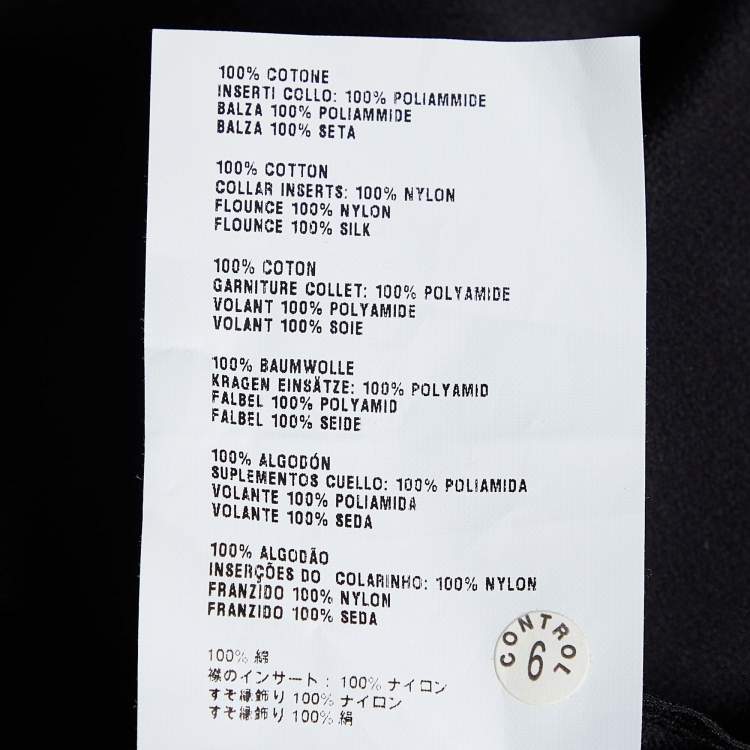 100% COTONE
INSERTI COLLO: 100% POLIAMMIDE
BALZA 100% POLIAMMIDE
BALZA 100% SETA
100% COTTON
COLLAR INSERTS: 100% NYLON
FLOUNCE 100% NYLON
FLOUNCE 100% SILK
100% COTON
GARNITURE COLLET: 100% POLYAMIDE
VOLANT 100% POLYAMIDE
VOLANT 100% SOIE
100% BAUMWOLLE
KRAGEN EINSÄTZE: 100% POLYAMID
FALBEL 100% POLYAMID
FALBEL 100% SEIDE
100% ALGODÓN
SUPLEMENTOS CUELLO: 100% POLIAMIDA
VOLANTE 100% POLIAMIDA
VOLANTE 100% SEDA
100% ALGODÃO
INSERÇÕES DO COLARINHO: 100% NYLON
FRANZIDO 100% NYLON
FRANZIDO 100% SEDA
100% 綿
襟のインサート: 100% ナイロン
すそ縁飾り 100% ナイロン
すそ縁飾り 100% 絹
CONTROL
6